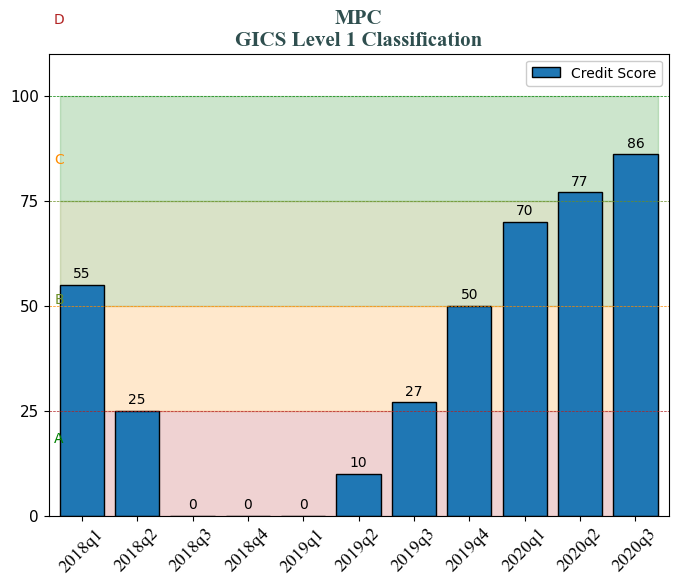 D
MPC
GICS Level 1 Classification
Credit Score
100
C
86
77
75
70
55
B
50
50
27
25
25
A
10
0
0
0
0
2018q1
2018q2
2018q3
2018q4
2019q1
2019q2
2019q3
2019q4
2020q1
2020q2
2020q3